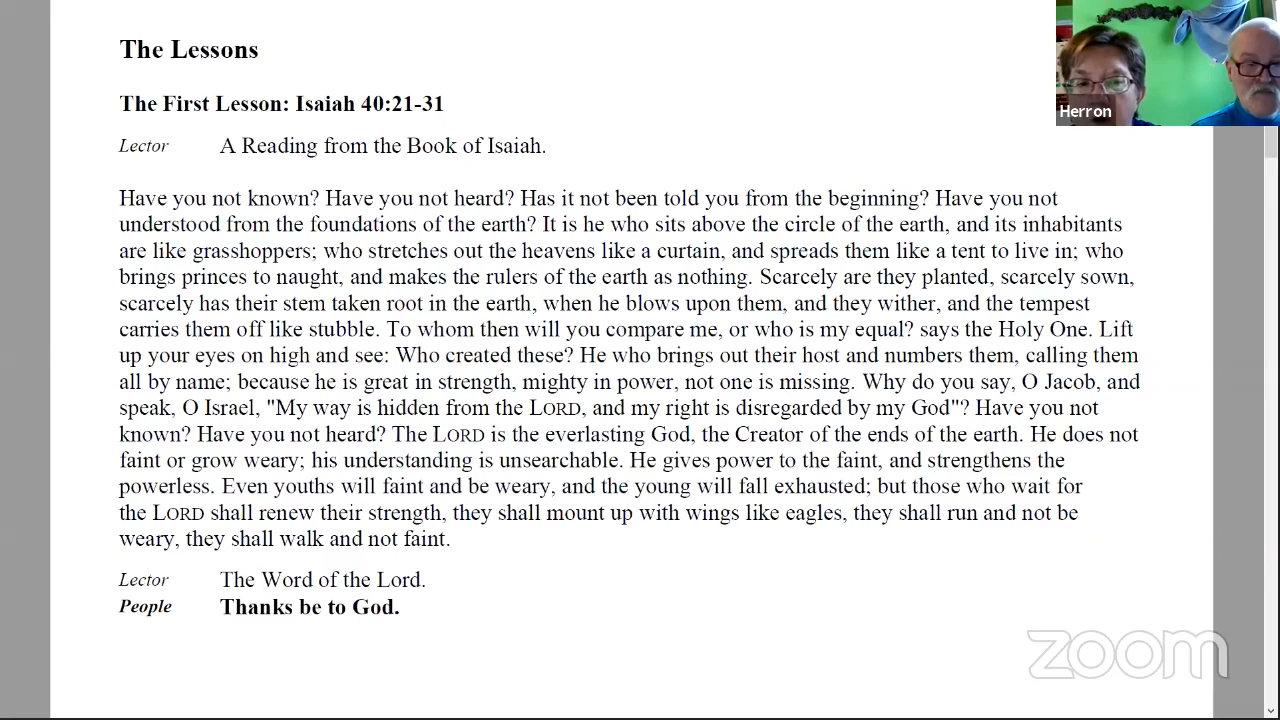 The Lessons
The First Lesson: Isaiah 40:21-31
Lector A Reading from the Book of Isaiah.
Have you not known? Have you not heard? Has it not been told you from the beginning? Have you not
understood from the foundations of the earth? It is he who sits above the circle of the earth, and its inhabitants
are like grasshoppers; who stretches out the heavens like a curtain, and spreads them like a tent to live in; who
brings princes to naught, and makes the rulers of the earth as nothing. Scarcely are they planted, scarcely sown,
scarcely has their stem taken root in the earth, when he blows upon them, and they wither, and the tempest
carries them off like stubble. To whom then will you compare me, or who is my equal? says the Holy One. Lift
up your eyes on high and see: Who created these? He who brings out their host and numbers them, calling them
all by name; because he is great in strength, mighty in power, not one is missing. Why do you say, O Jacob, and
speak, O Israel, "My way is hidden from the LORD, and my right is disregarded by my God"? Have you not
known? Have you not heard? The LORD is the everlasting God, the Creator of the ends of the earth. He does not
faint or grow weary; his understanding is unsearchable. He gives power to the faint, and strengthens the
powerless. Even youths will faint and be weary, and the young will fall exhausted; but those who wait for
the LORD shall renew their strength, they shall mount up with wings like eagles, they shall run and not be
weary, they shall walk and not faint.
Lector The Word of the Lord.
People Thanks be to God.
Herron
zoom